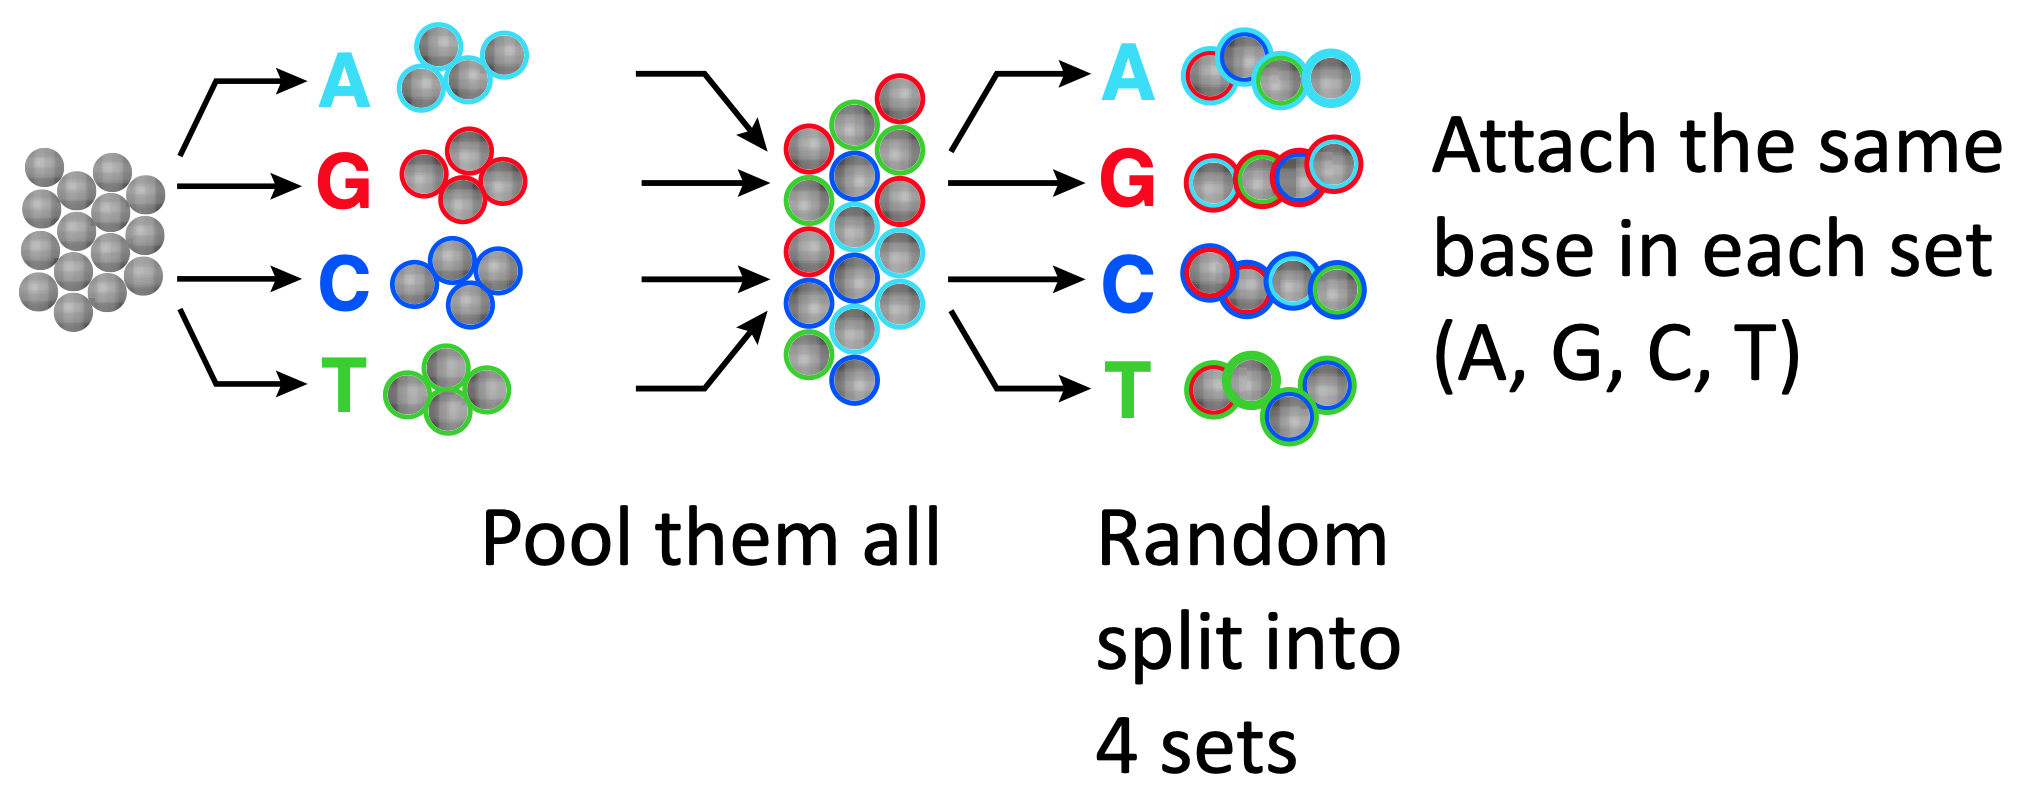 A
G
C
T
A
G
C
T
Attach the same
base in each set
(A, G, C, T)
Pool them all
Random
split into
4 sets